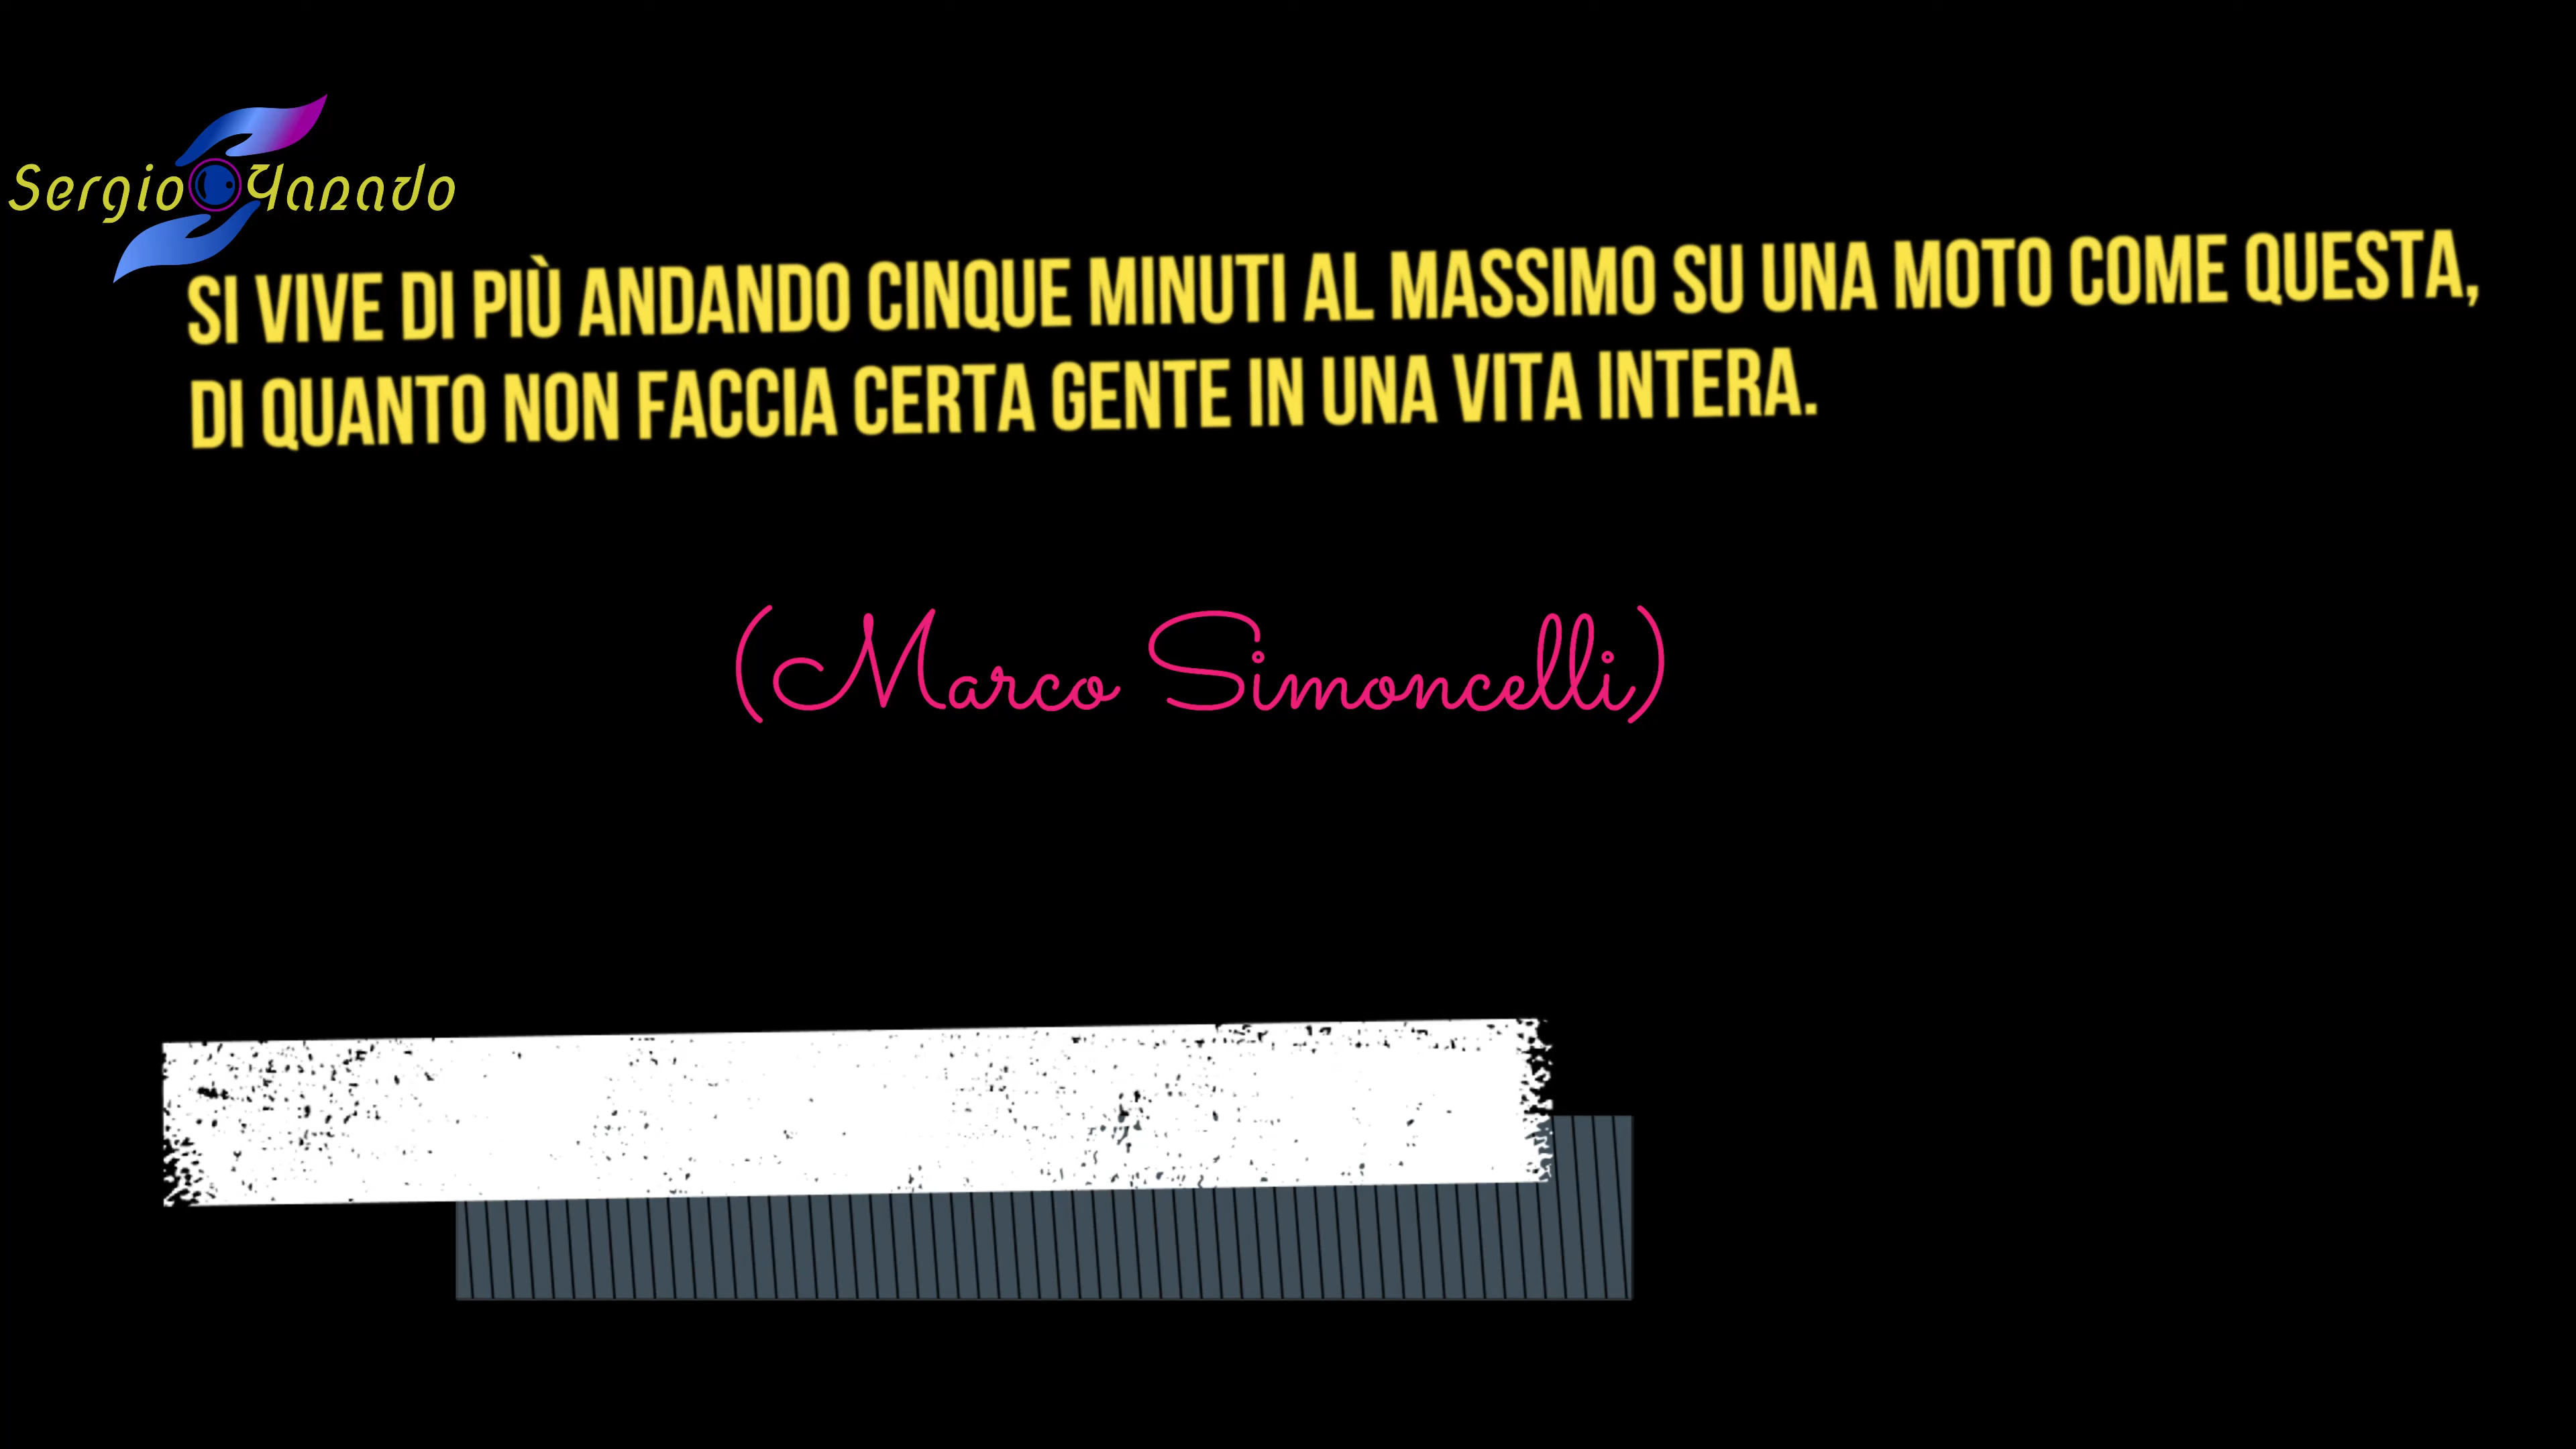 Sergio Yanado
SI VIVE DI PIÙ ANDANDO CINQUE MINUTI AL MASSIMO SU UNA MOTO COME QUESTA,
DI QUANTO NON FACCIA CERTA GENTE IN UNA VITA INTERA.
(Marco Simoncelli)